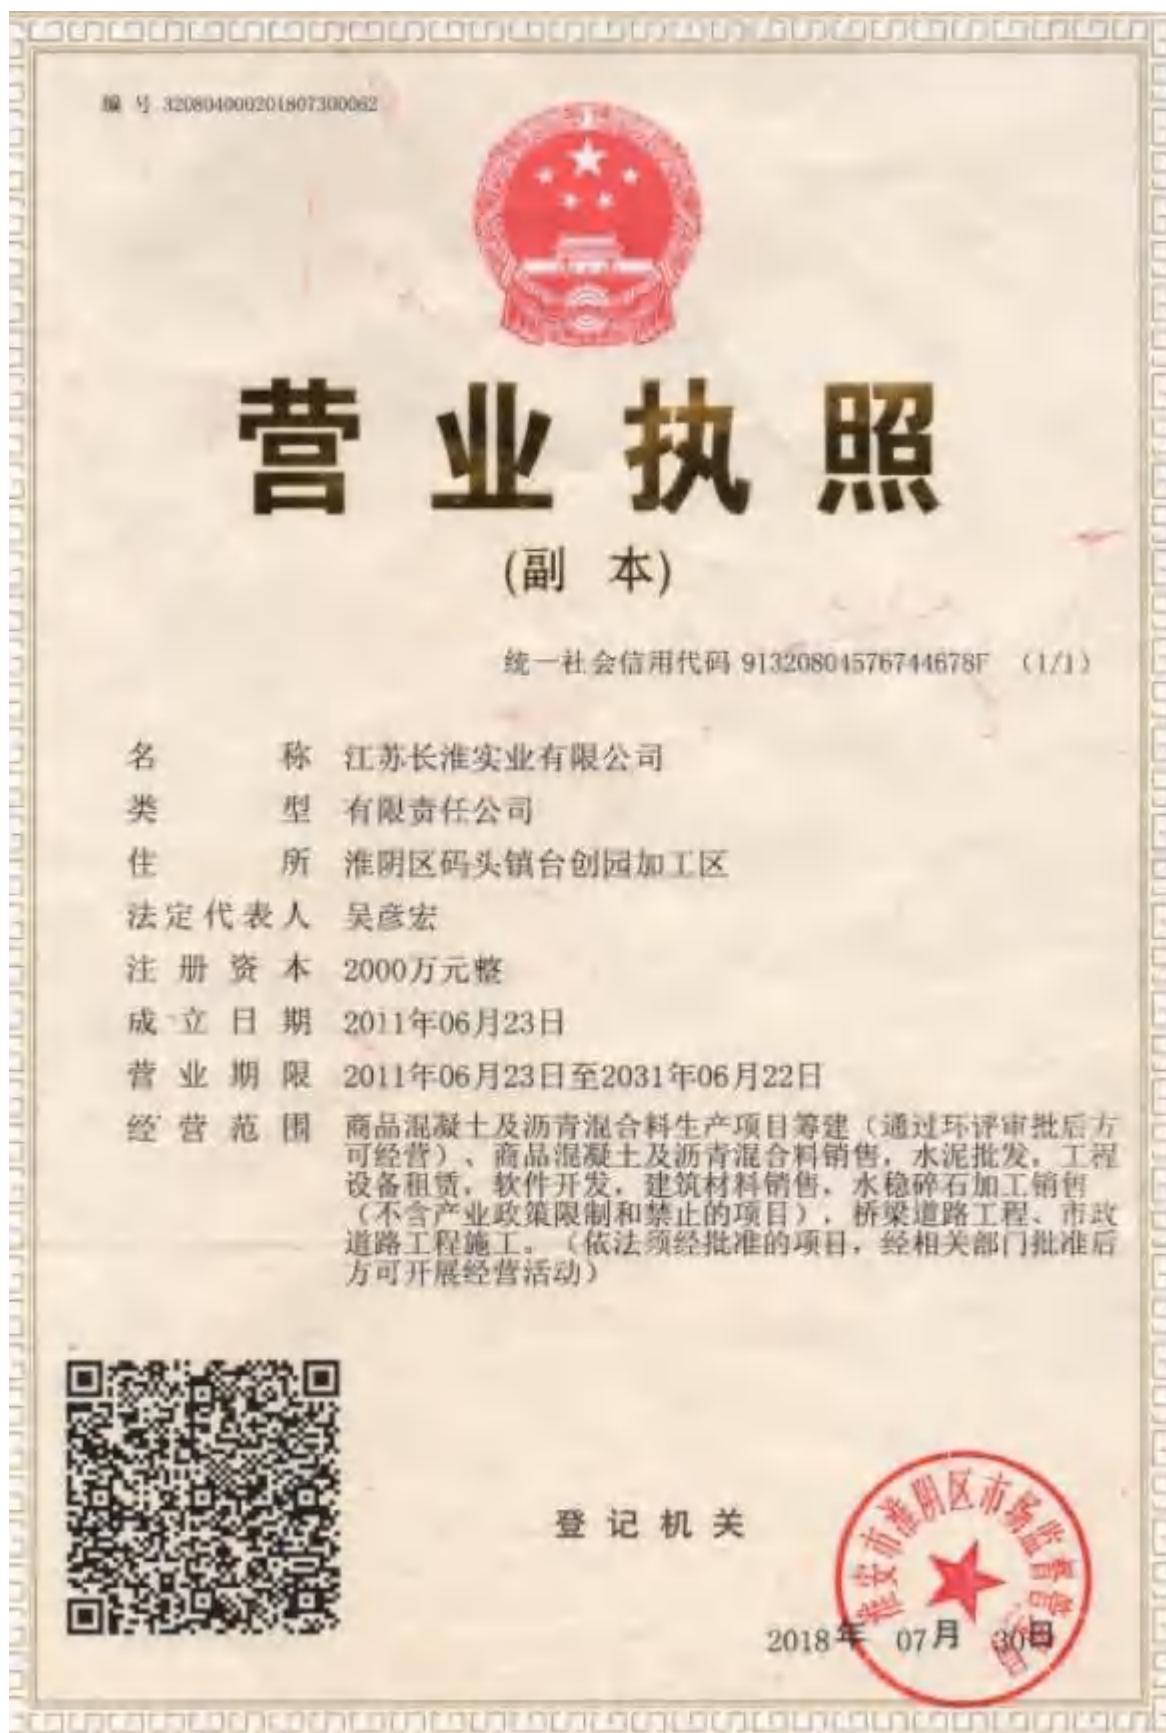 编 号 320804000201807300062
营业执照
(副 本)
统一社会信用代码 91320804576744678F (1/1)
名 称 江苏长淮实业有限公司
类 型 有限责任公司
住 所 淮阴区码头镇台创园加工区
法定代表人 吴彦宏
注册资本 2000万元整
成立日期 2011年06月23日
营业期限 2011年06月23日至2031年06月22日
经营范围 商品混凝土及沥青混合料生产项目筹建（通过环评审批后方
可经营）、商品混凝土及沥青混合料销售，水泥批发，工程
设备租赁，软件开发，建筑材料销售，水稳碎石加工销售
（不含产业政策限制和禁止的项目），桥梁道路工程、市政
道路工程施工。（依法须经批准的项目，经相关部门批准后
方可开展经营活动）
登记机关
淮安市淮阴区市场监督管理局
2018年 07月 30日